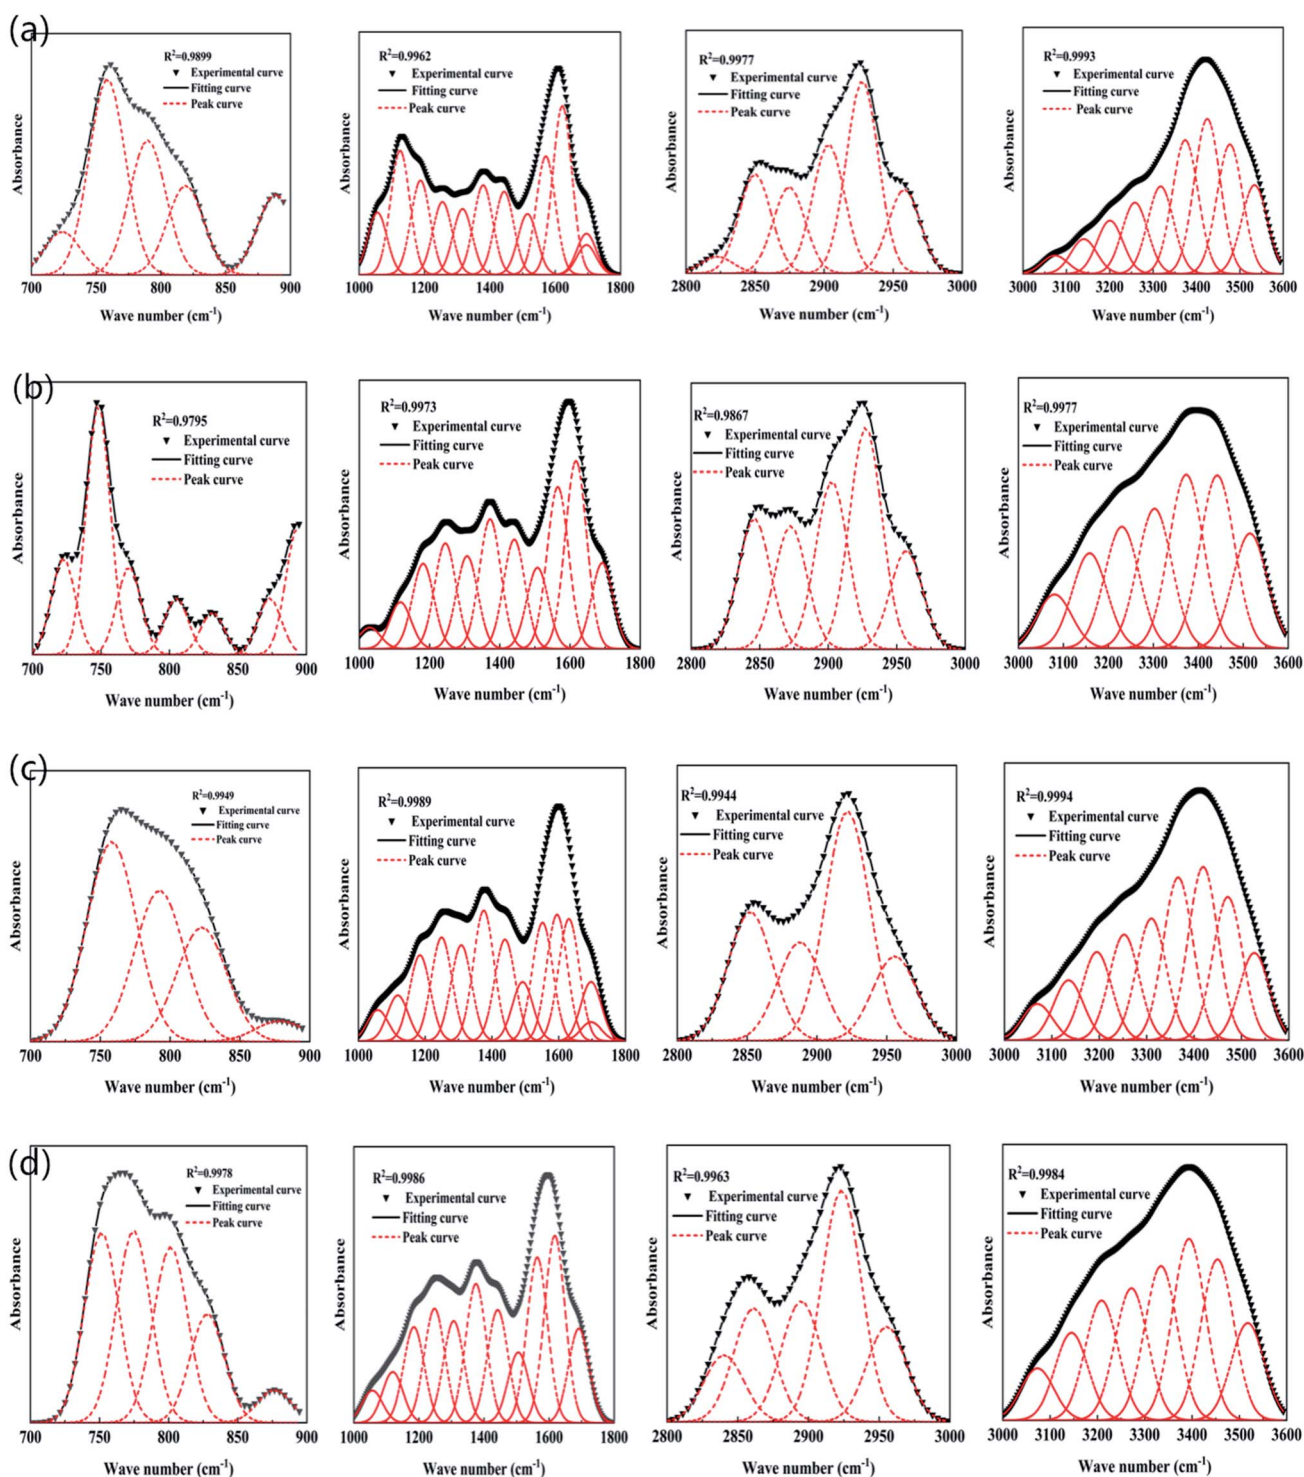 (a)
R²=0.9899
Experimental curve
Fitting curve
Peak curve
Absorbance
700 750 800 850 900
Wave number (cm⁻¹)
R²=0.9962
Experimental curve
Fitting curve
Peak curve
Absorbance
1000 1200 1400 1600 1800
Wave number (cm⁻¹)
R²=0.9977
Experimental curve
Fitting curve
Peak curve
Absorbance
2800 2850 2900 2950 3000
Wave number (cm⁻¹)
R²=0.9993
Experimental curve
Fitting curve
Peak curve
Absorbance
3000 3100 3200 3300 3400 3500 3600
Wave number (cm⁻¹)
(b)
R²=0.9795
Experimental curve
Fitting curve
Peak curve
Absorbance
700 750 800 850 900
Wave number (cm⁻¹)
R²=0.9973
Experimental curve
Fitting curve
Peak curve
Absorbance
1000 1200 1400 1600 1800
Wave number (cm⁻¹)
R²=0.9867
Experimental curve
Fitting curve
Peak curve
Absorbance
2800 2850 2900 2950 3000
Wave number (cm⁻¹)
R²=0.9977
Experimental curve
Fitting curve
Peak curve
Absorbance
3000 3100 3200 3300 3400 3500 3600
Wave number (cm⁻¹)
(c)
R²=0.9949
Experimental curve
Fitting curve
Peak curve
Absorbance
700 750 800 850 900
Wave number (cm⁻¹)
R²=0.9989
Experimental curve
Fitting curve
Peak curve
Absorbance
1000 1200 1400 1600 1800
Wave number (cm⁻¹)
R²=0.9944
Experimental curve
Fitting curve
Peak curve
Absorbance
2800 2850 2900 2950 3000
Wave number (cm⁻¹)
R²=0.9994
Experimental curve
Fitting curve
Peak curve
Absorbance
3000 3100 3200 3300 3400 3500 3600
Wave number (cm⁻¹)
(d)
R²=0.9978
Experimental curve
Fitting curve
Peak curve
Absorbance
700 750 800 850 900
Wave number (cm⁻¹)
R²=0.9986
Experimental curve
Fitting curve
Peak curve
Absorbance
1000 1200 1400 1600 1800
Wave number (cm⁻¹)
R²=0.9963
Experimental curve
Fitting curve
Peak curve
Absorbance
2800 2850 2900 2950 3000
Wave number (cm⁻¹)
R²=0.9984
Experimental curve
Fitting curve
Peak curve
Absorbance
3000 3100 3200 3300 3400 3500 3600
Wave number (cm⁻¹)